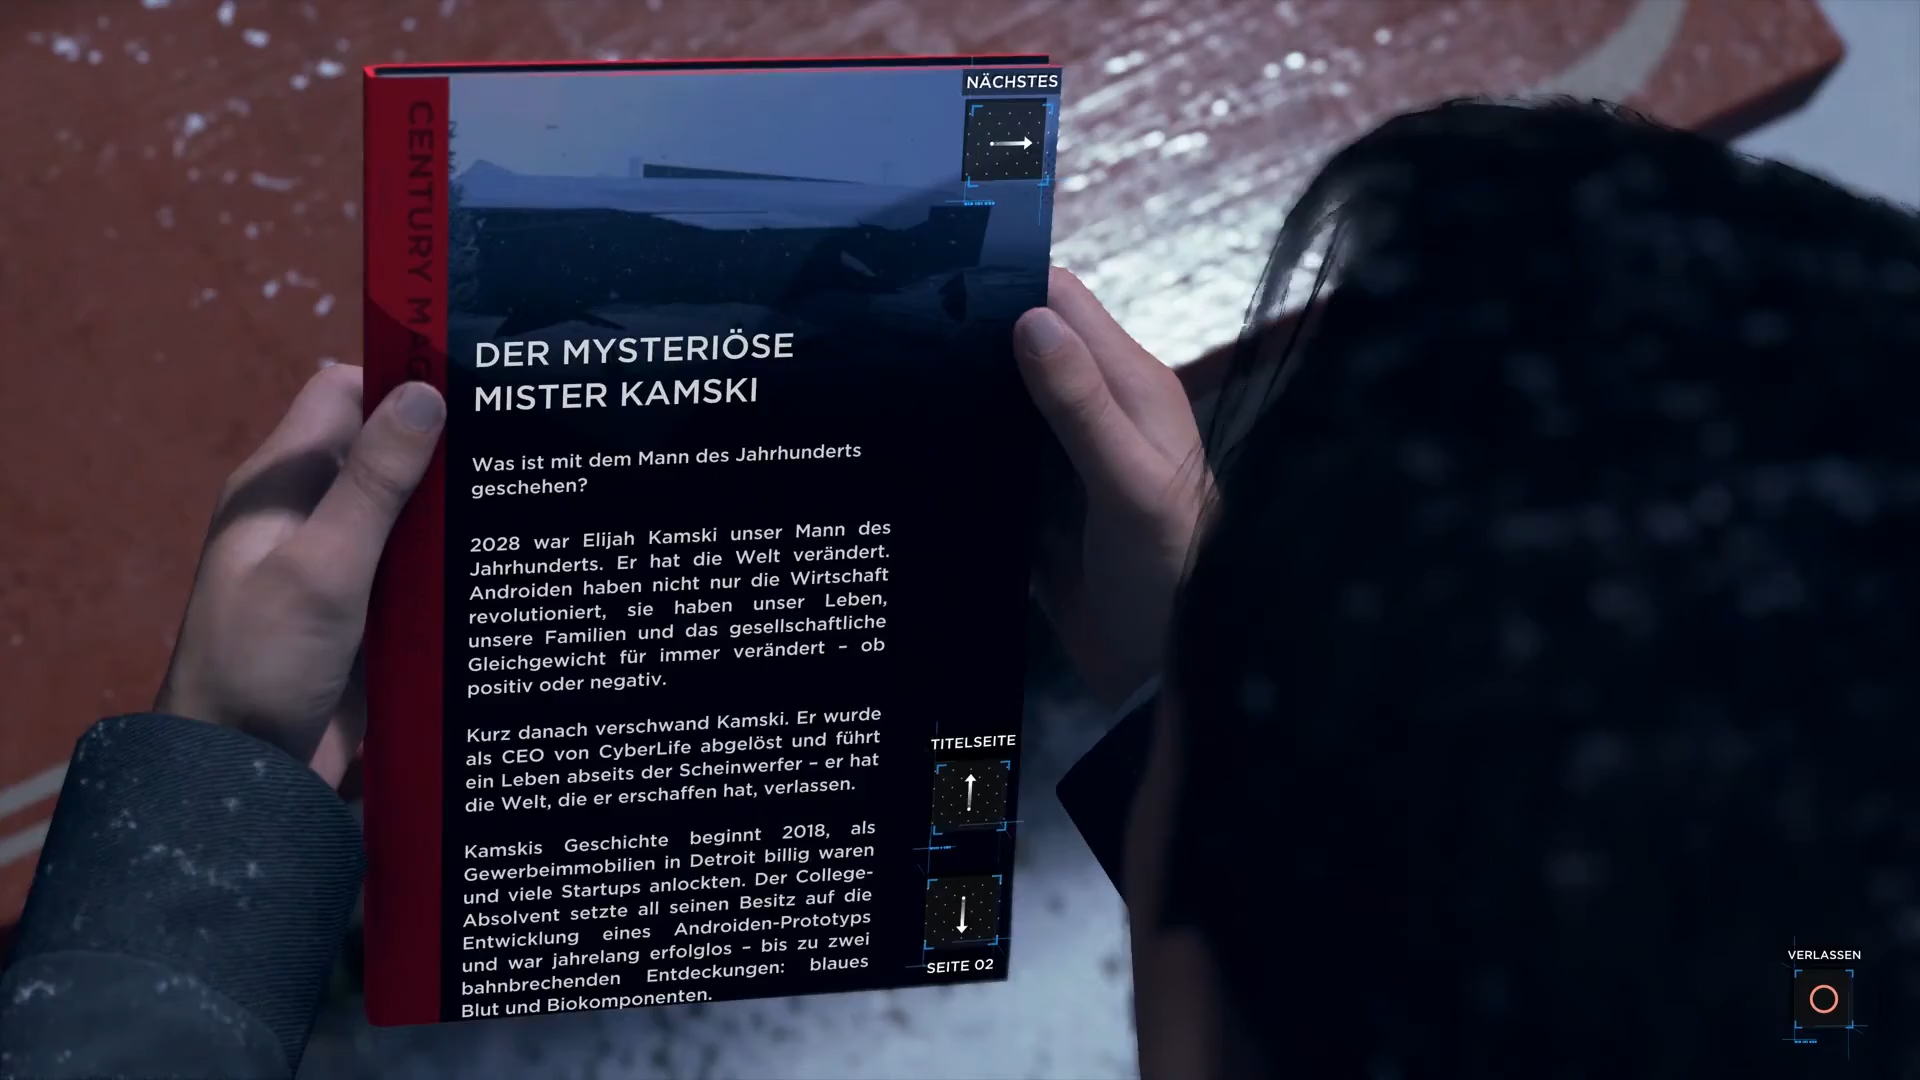 CENTURY MAG
NÄCHSTES
DER MYSTERIÖSE
MISTER KAMSKI
Was ist mit dem Mann des Jahrhunderts
geschehen?
2028 war Elijah Kamski unser Mann des
Jahrhunderts. Er hat die Welt verändert.
Androiden haben nicht nur die Wirtschaft
revolutioniert, sie haben unser Leben,
unsere Familien und das gesellschaftliche
Gleichgewicht für immer verändert – ob
positiv oder negativ.
Kurz danach verschwand Kamski. Er wurde
als CEO von CyberLife abgelöst und führt
ein Leben abseits der Scheinwerfer – er hat
die Welt, die er erschaffen hat, verlassen.
Kamskis Geschichte beginnt 2018, als
Gewerbeimmobilien in Detroit billig waren
und viele Startups anlockten. Der College-
Absolvent setzte all seinen Besitz auf die
Entwicklung eines Androiden-Prototyps
und war jahrelang erfolglos – bis zu zwei
bahnbrechenden Entdeckungen: blaues
Blut und Biokomponenten.
TITELSEITE
SEITE 02
VERLASSEN